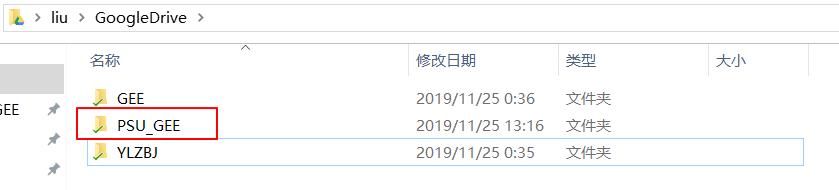 liu > GoogleDrive >
名称 修改日期 类型 大小
GEE 2019/11/25 0:36 文件夹
GEE PSU_GEE 2019/11/25 13:16 文件夹
YLZBJ 2019/11/25 0:35 文件夹